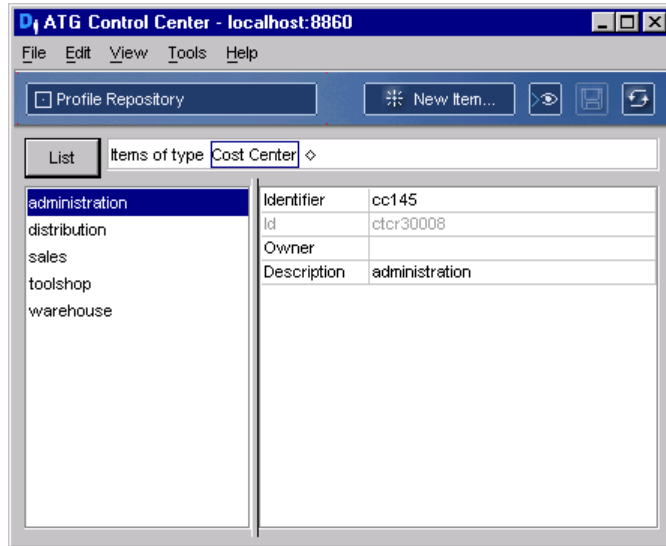 ATG Control Center - localhost:8860
File Edit View Tools Help
Profile Repository New Item...
List Items of type Cost Center
administration
distribution
sales
toolshop
warehouse
Identifier cc145
Id ctcr30008
Owner
Description administration